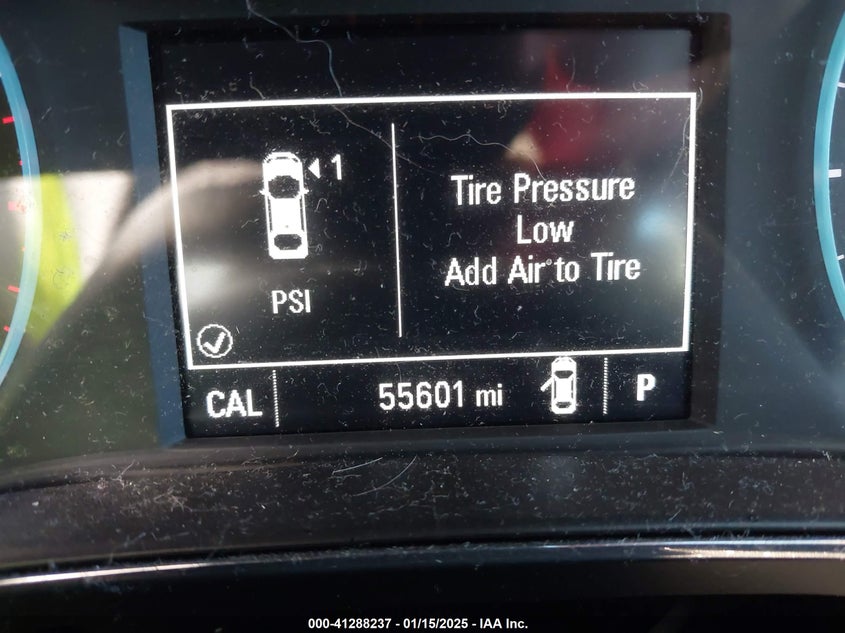 1
Tire Pressure
Low
Add Air to Tire
PSI
CAL
55601 mi
P
000-41288237 - 01/15/2025 - IAA Inc.